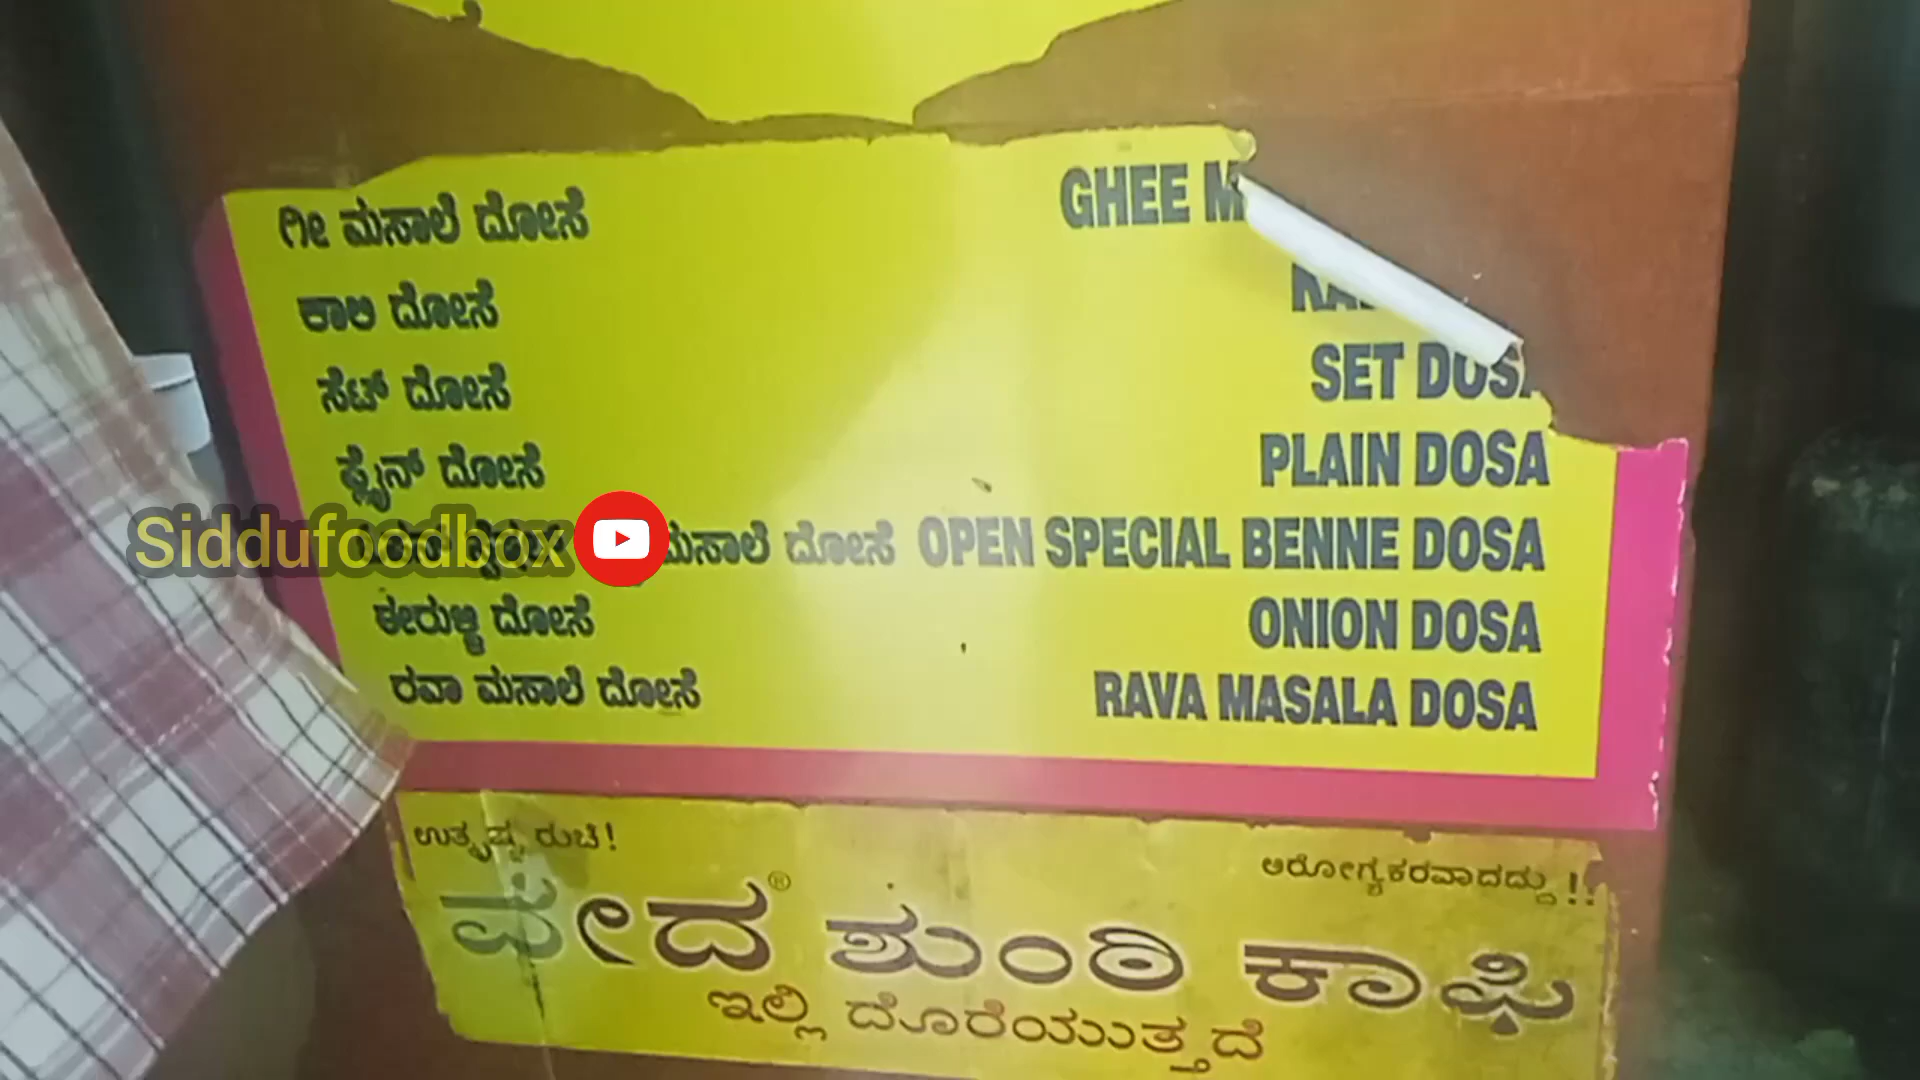 ಗೀ ಮಸಾಲೆ ದೋಸೆ GHEE
ಕಾಲಿ ದೋಸೆ
ಸೆಟ್ ದೋಸೆ SET DOSA
ಪ್ಲೈನ್ ದೋಸೆ PLAIN DOSA
Siddufoodbox ಮಸಾಲೆ ದೋಸೆ OPEN SPECIAL BENNE DOSA
ಈರುಳ್ಳಿ ದೋಸೆ ONION DOSA
ರವಾ ಮಸಾಲೆ ದೋಸೆ RAVA MASALA DOSA
ಉತ್ಕೃಷ್ಟ ರುಚಿ! ಆರೋಗ್ಯಕರವಾದದ್ದು !!
ವೇದ® ಶುಂಠಿ ಕಾಫಿ
ಇಲ್ಲಿ ದೊರೆಯುತ್ತದೆ